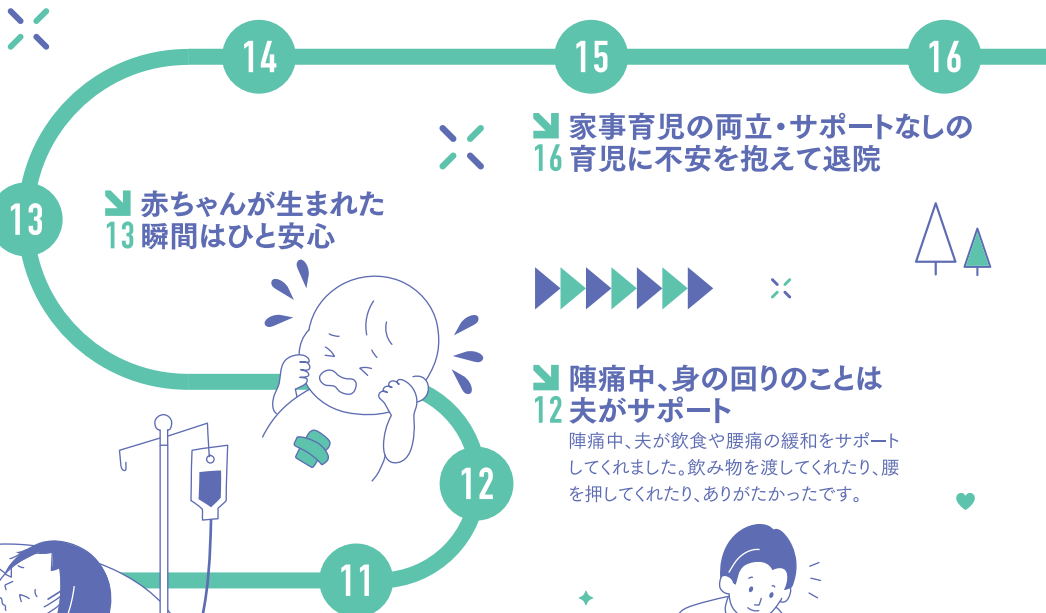 14
15
16
家事育児の両立・サポートなしの
16 育児に不安を抱えて退院
13
赤ちゃんが生まれた
13 瞬間はひと安心
陣痛中、身の回りのことは
12 夫がサポート
陣痛中、夫が飲食や腰痛の緩和をサポート
してくれました。飲み物を渡してくれたり、腰
を押してくれたり、ありがたかったです。
12
11